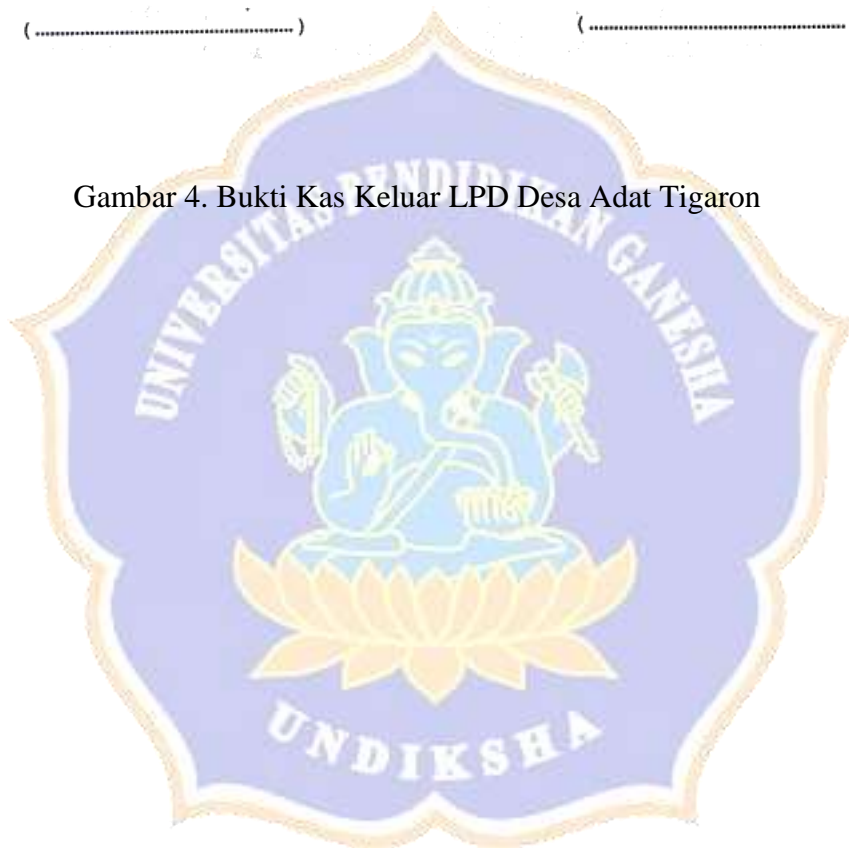 (............................................) (............................................
Gambar 4. Bukti Kas Keluar LPD Desa Adat Tigaron
UNIVERSITAS PENDIDIKAN GANESHA
UNDIKSHA